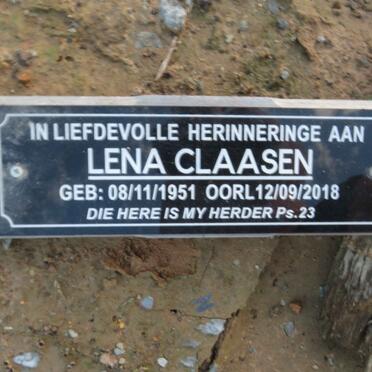 IN LIEFDEVOLLE HERINNERINGE AAN
LENA CLAASEN
GEB: 08/11/1951 OORL12/09/2018
DIE HERE IS MY HERDER Ps.23